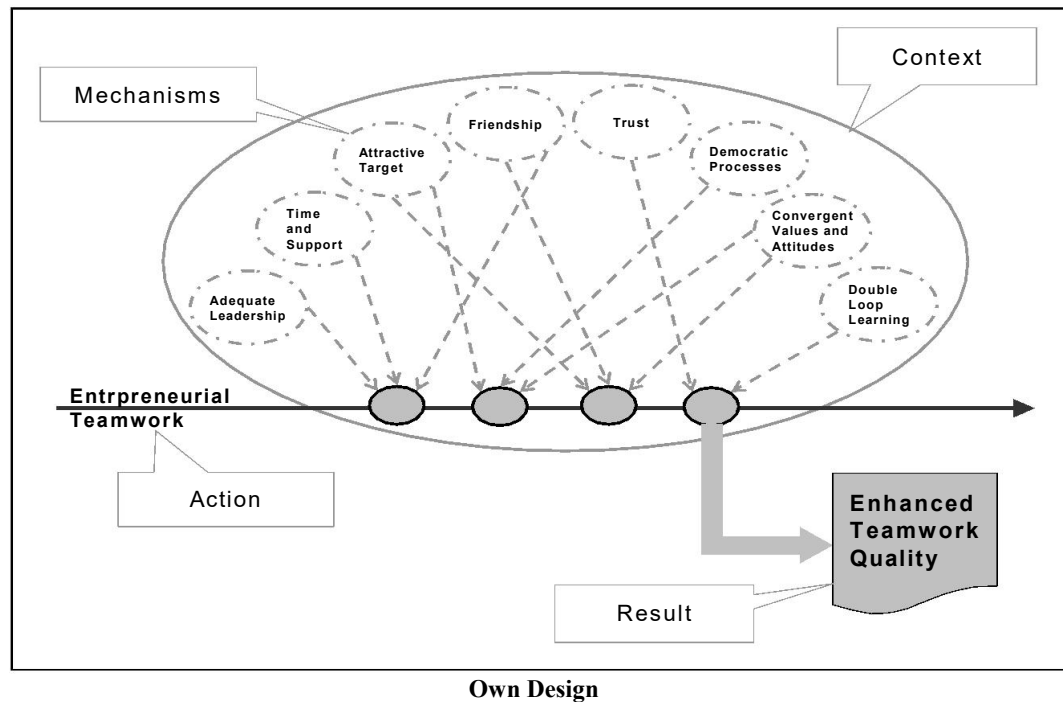 Context
Mechanisms
Friendship
Trust
Attractive
Target
Democratic
Processes
Time
and
Support
Convergent
Values and
Attitudes
Adequate
Leadership
Double
Loop
Learning
Entrpreneurial
Teamwork
Action
Enhanced
Teamwork
Quality
Result
Own Design